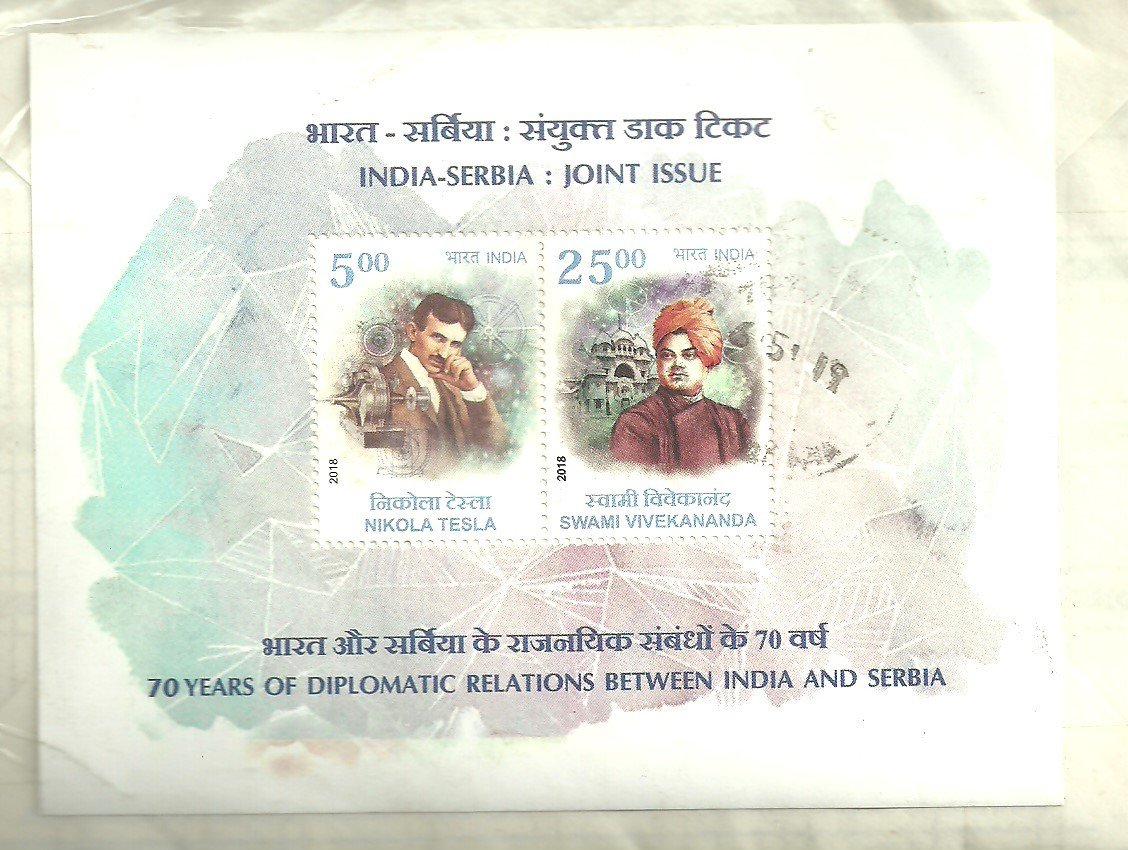 भारत - सर्बिया : संयुक्त डाक टिकट
INDIA-SERBIA : JOINT ISSUE
5 00 भारत INDIA
2018
निकोला टेस्ला
NIKOLA TESLA
25 00 भारत INDIA
2018
स्वामी विवेकानंद
SWAMI VIVEKANANDA
भारत और सर्बिया के राजनयिक संबंधों के 70 वर्ष
70 YEARS OF DIPLOMATIC RELATIONS BETWEEN INDIA AND SERBIA